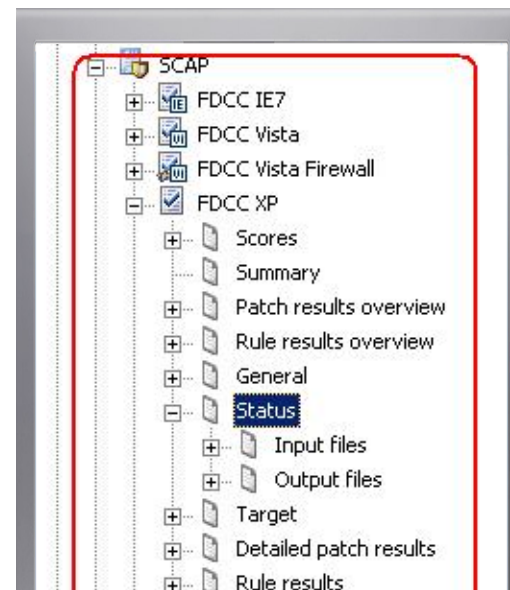 SCAP
FDCC IE7
FDCC Vista
FDCC Vista Firewall
FDCC XP
Scores
Summary
Patch results overview
Rule results overview
General
Status
Input files
Output files
Target
Detailed patch results
Rule results